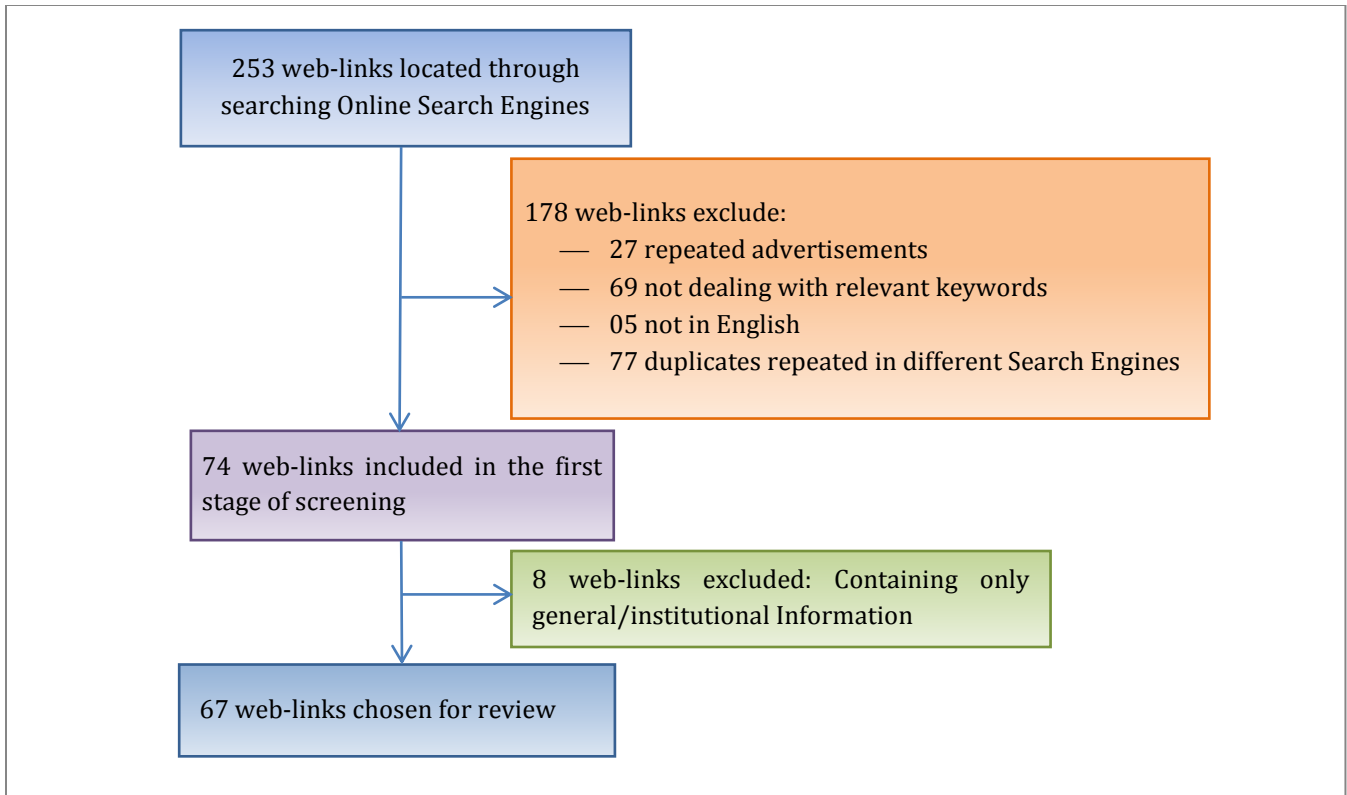 253 web-links located through
searching Online Search Engines
178 web-links exclude:
— 27 repeated advertisements
— 69 not dealing with relevant keywords
— 05 not in English
— 77 duplicates repeated in different Search Engines
74 web-links included in the first
stage of screening
8 web-links excluded: Containing only
general/institutional Information
67 web-links chosen for review